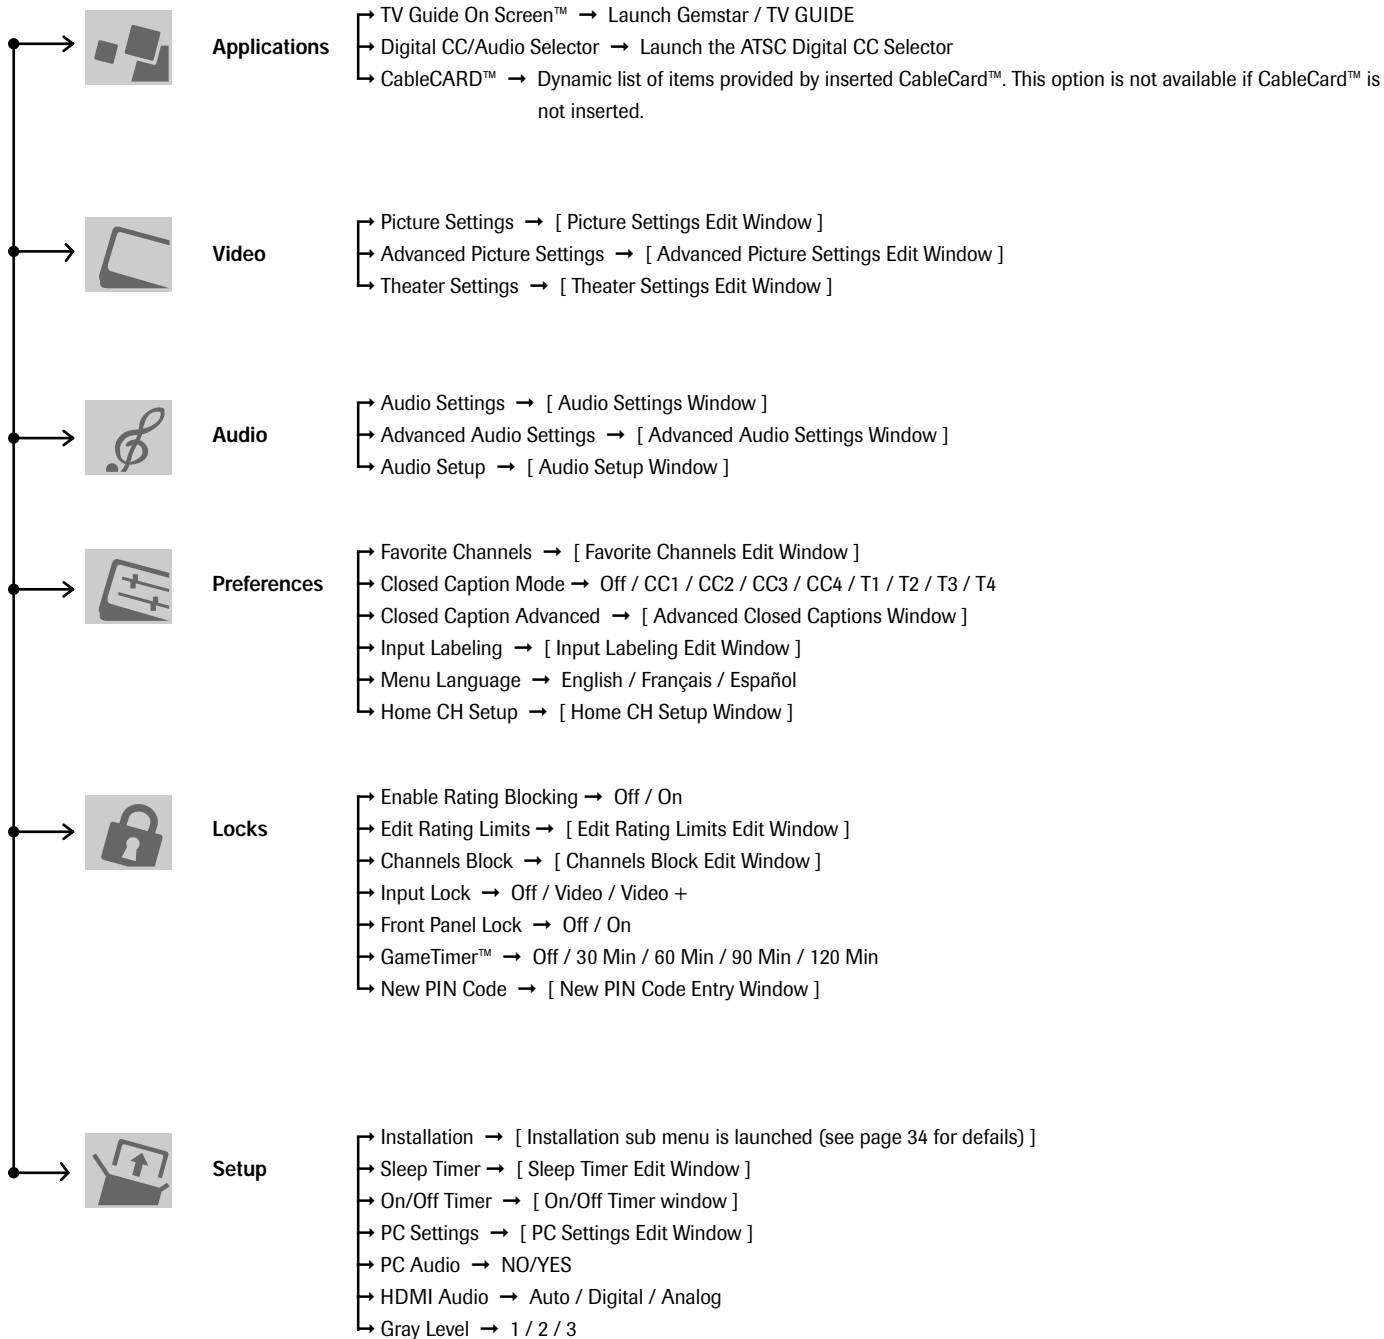 TV Guide On Screen™ → Launch Gemstar / TV GUIDE
Applications
Digital CC/Audio Selector → Launch the ATSC Digital CC Selector
CableCARD™ → Dynamic list of items provided by inserted CableCard™. This option is not available if CableCard™ is
not inserted.
Picture Settings → [ Picture Settings Edit Window ]
Video
Advanced Picture Settings → [ Advanced Picture Settings Edit Window ]
Theater Settings → [ Theater Settings Edit Window ]
Audio Settings → [ Audio Settings Window ]
Audio
Advanced Audio Settings → [ Advanced Audio Settings Window ]
Audio Setup → [ Audio Setup Window ]
Favorite Channels → [ Favorite Channels Edit Window ]
Preferences
Closed Caption Mode → Off / CC1 / CC2 / CC3 / CC4 / T1 / T2 / T3 / T4
Closed Caption Advanced → [ Advanced Closed Captions Window ]
Input Labeling → [ Input Labeling Edit Window ]
Menu Language → English / Français / Español
Home CH Setup → [ Home CH Setup Window ]
Enable Rating Blocking → Off / On
Locks
Edit Rating Limits → [ Edit Rating Limits Edit Window ]
Channels Block → [ Channels Block Edit Window ]
Input Lock → Off / Video / Video +
Front Panel Lock → Off / On
GameTimer™ → Off / 30 Min / 60 Min / 90 Min / 120 Min
New PIN Code → [ New PIN Code Entry Window ]
Installation → [ Installation sub menu is launched (see page 34 for defails) ]
Setup
Sleep Timer → [ Sleep Timer Edit Window ]
On/Off Timer → [ On/Off Timer window ]
PC Settings → [ PC Settings Edit Window ]
PC Audio → NO/YES
HDMI Audio → Auto / Digital / Analog
Gray Level → 1 / 2 / 3